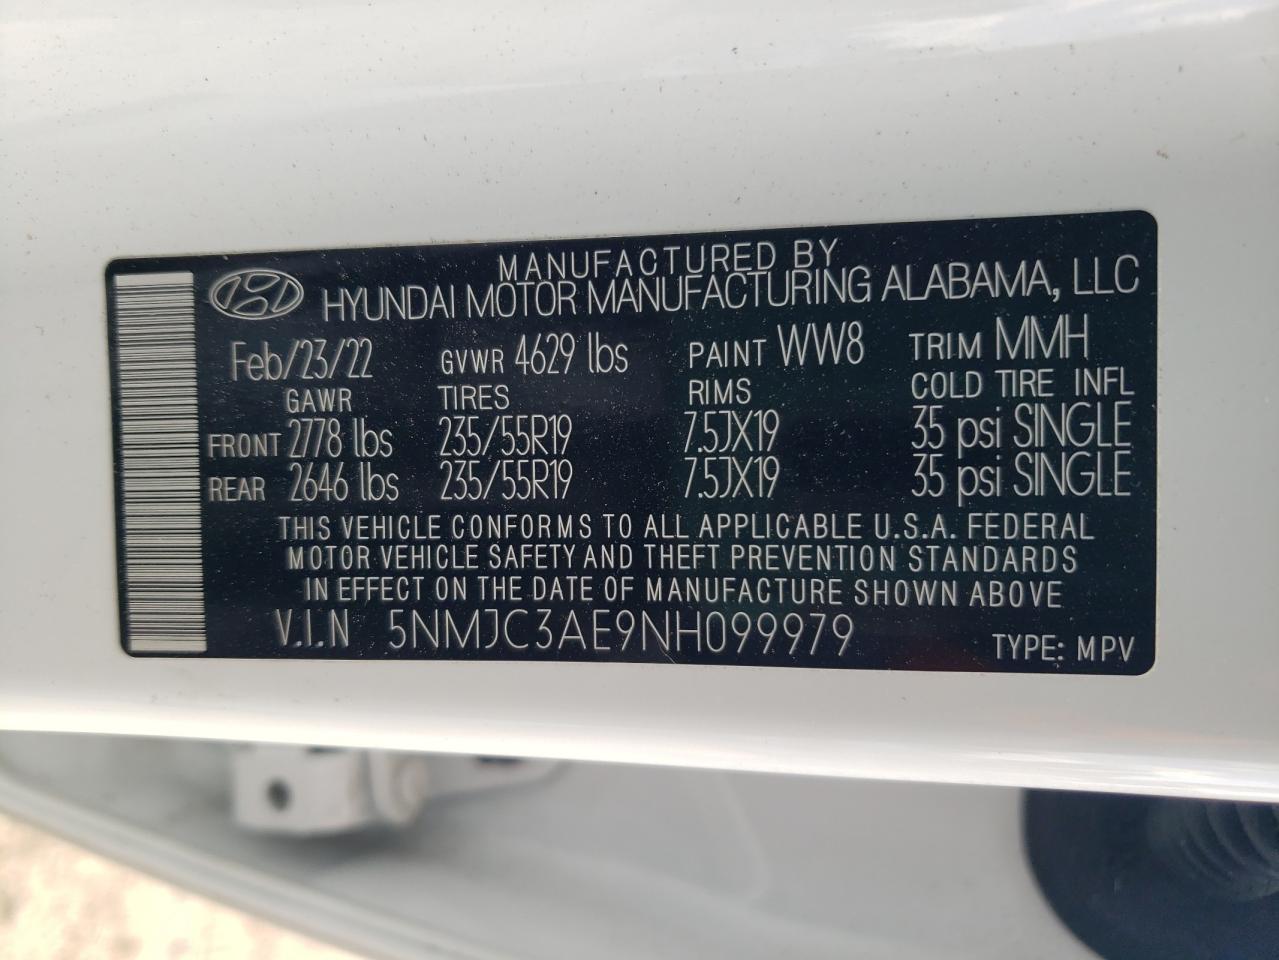 MANUFACTURED BY
HYUNDAI MOTOR MANUFACTURING ALABAMA, LLC
Feb/23/22 GVWR 4629 lbs PAINT WW8 TRIM MMH
GAWR TIRES RIMS COLD TIRE INFL
FRONT 2778 lbs 235/55R19 7.5JX19 35 psi SINGLE
REAR 2646 lbs 235/55R19 7.5JX19 35 psi SINGLE
THIS VEHICLE CONFORMS TO ALL APPLICABLE U.S.A. FEDERAL
MOTOR VEHICLE SAFETY AND THEFT PREVENTION STANDARDS
IN EFFECT ON THE DATE OF MANUFACTURE SHOWN ABOVE
V.I.N 5NMJC3AE9NH099979 TYPE: MPV